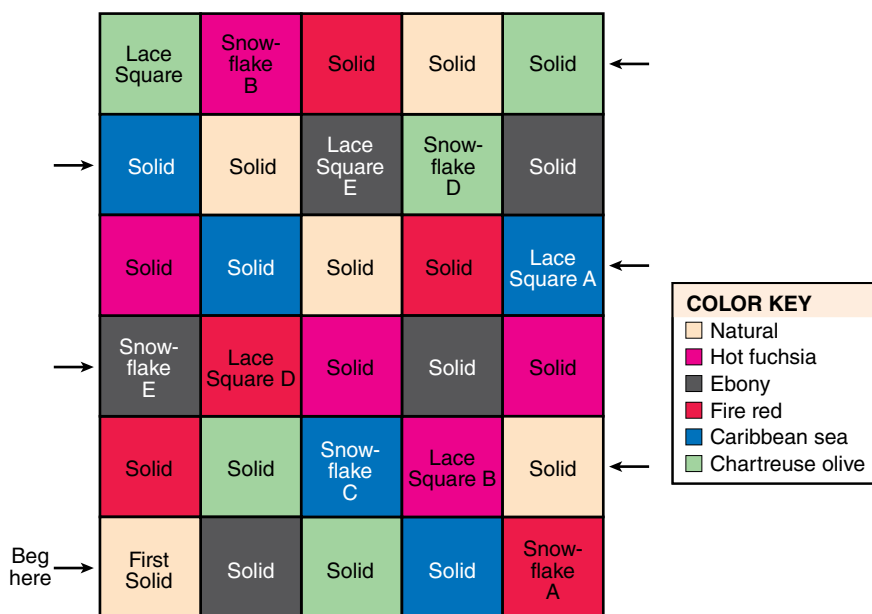 Lace
Square
Snow-
flake
B
Solid
Solid
Solid
Solid
Solid
Lace
Square
E
Snow-
flake
D
Solid
Solid
Solid
Solid
Solid
Lace
Square A
Snow-
flake
E
Lace
Square D
Solid
Solid
Solid
Solid
Solid
Snow-
flake
C
Lace
Square B
Solid
Beg
here
First
Solid
Solid
Solid
Solid
Snow-
flake
A
COLOR KEY
Natural
Hot fuchsia
Ebony
Fire red
Caribbean sea
Chartreuse olive